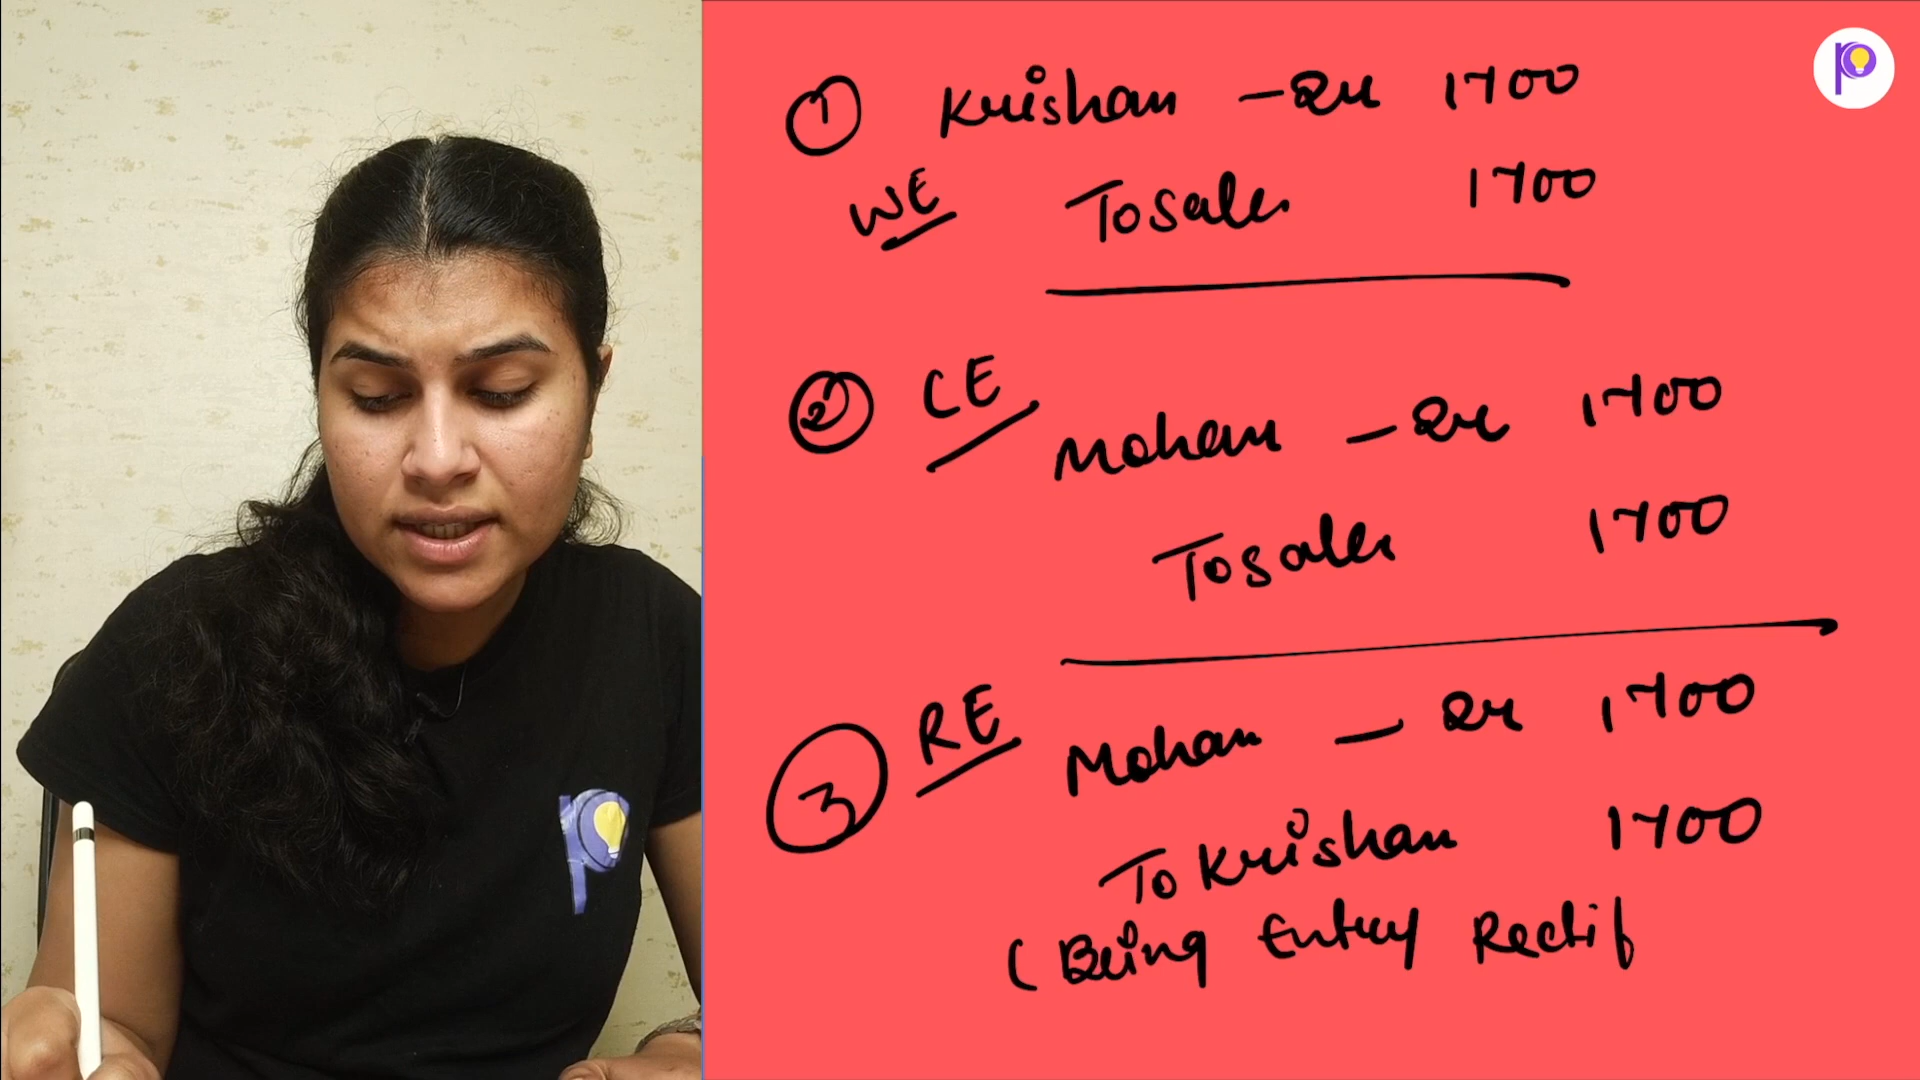 ① Krishan - Dr 1700
WE To Sales 1700
② CE
Mohan - Dr 1700
To Sales 1700
③ RE Mohan - Dr 1700
To Krishan 1700
(Being Entry Rectif